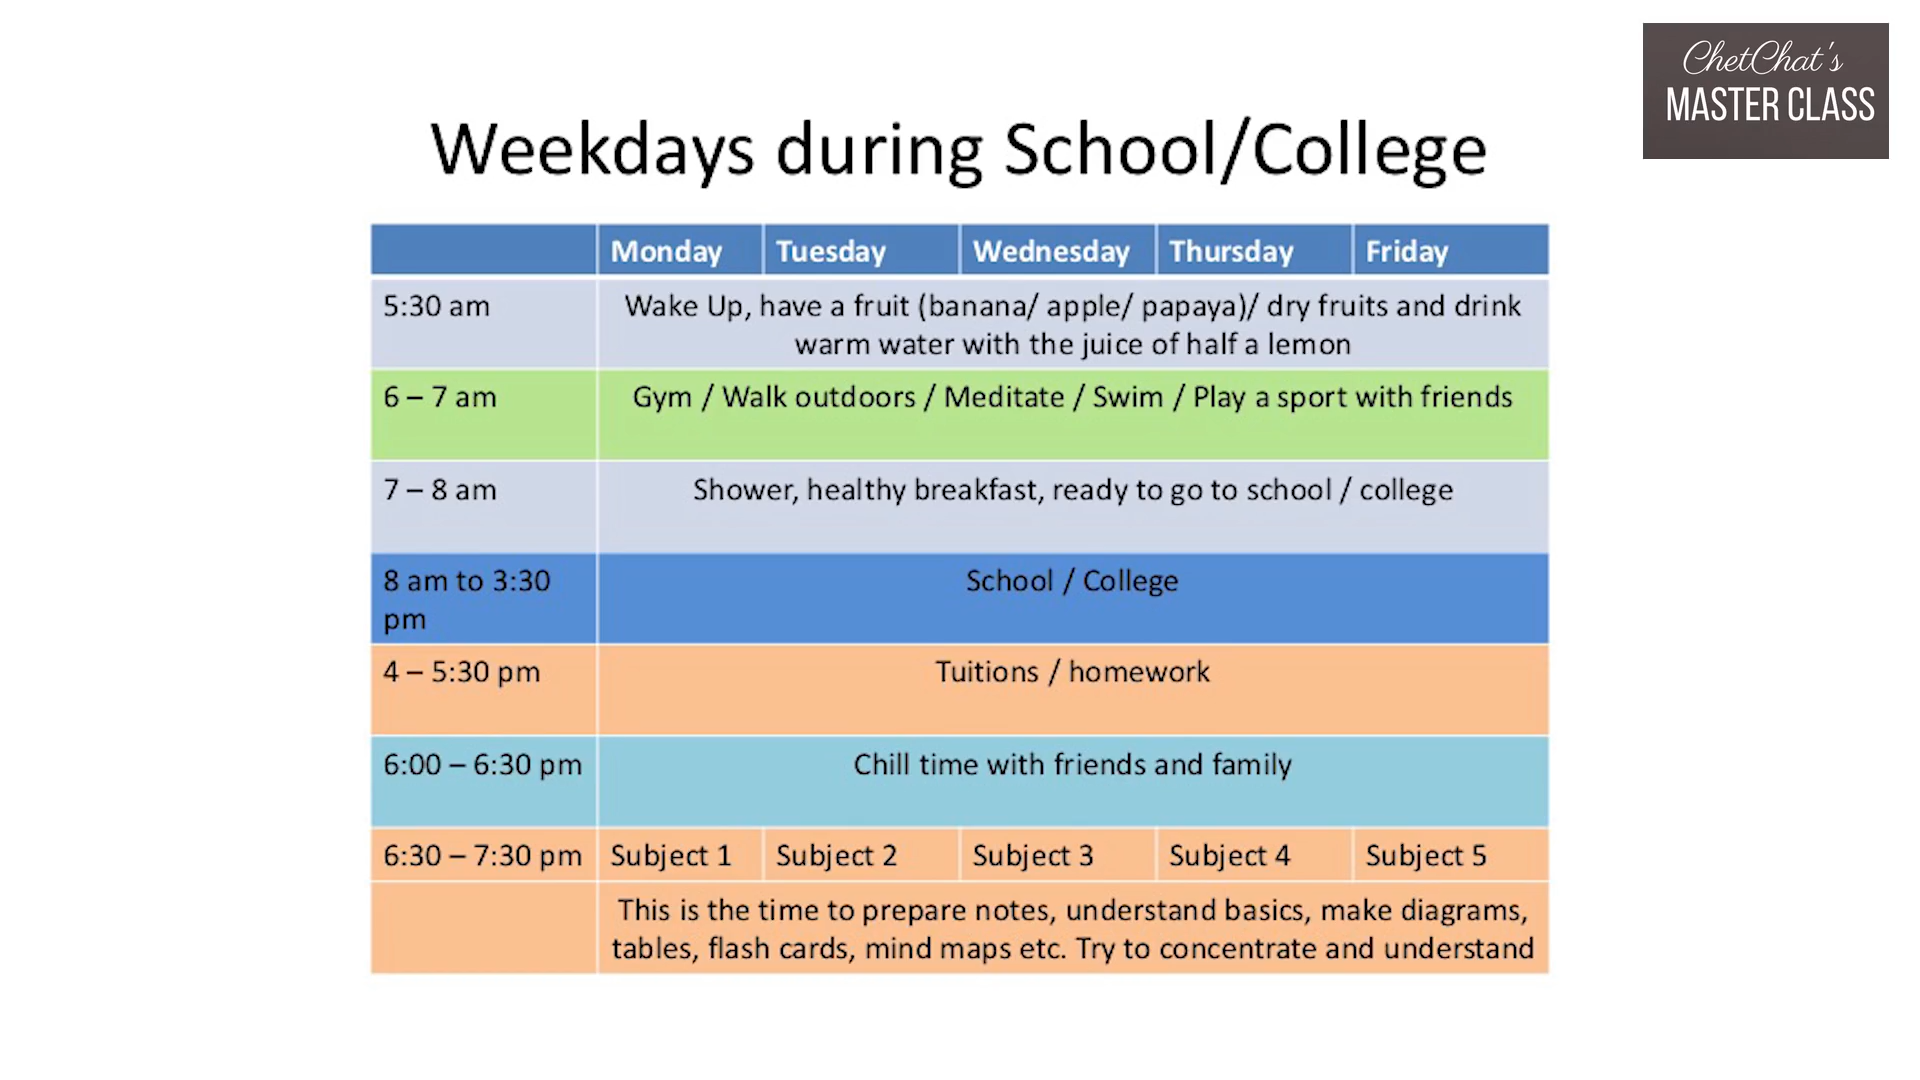 ChetChat's
MASTER CLASS
Weekdays during School/College
Monday Tuesday Wednesday Thursday Friday
5:30 am Wake Up, have a fruit (banana/ apple/ papaya)/ dry fruits and drink
warm water with the juice of half a lemon
6 – 7 am Gym / Walk outdoors / Meditate / Swim / Play a sport with friends
7 – 8 am Shower, healthy breakfast, ready to go to school / college
8 am to 3:30 School / College
pm
4 – 5:30 pm Tuitions / homework
6:00 – 6:30 pm Chill time with friends and family
6:30 – 7:30 pm Subject 1 Subject 2 Subject 3 Subject 4 Subject 5
This is the time to prepare notes, understand basics, make diagrams,
tables, flash cards, mind maps etc. Try to concentrate and understand